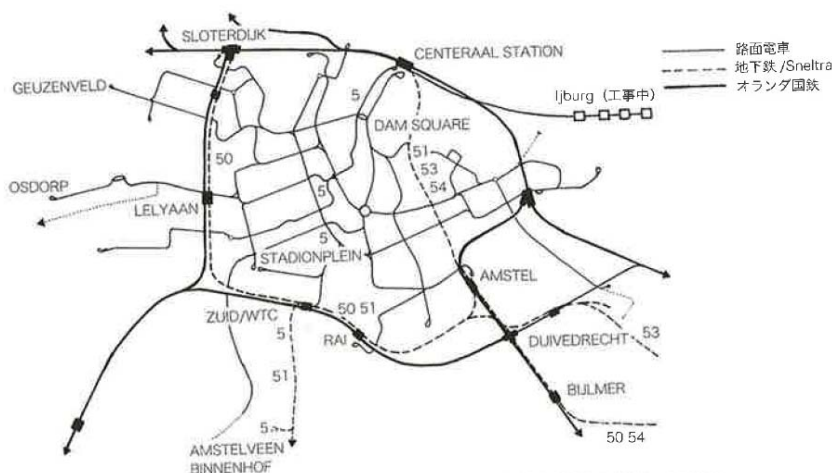 SLOTERDIJK
CENTERAAL STATION
路面電車
地下鉄/Sneltra
オランダ国鉄
GEUZENVELD
5
Ijburg（工事中）
DAM SQUARE
50
51
53
54
OSDORP
LELYAAN
5
5
STADIONPLEIN
AMSTEL
ZUID/WTC
50 51
5
RAI
DUIVEDRECHT
53
51
BIJLMER
5
AMSTELVEEN
BINNENHOF
50 54